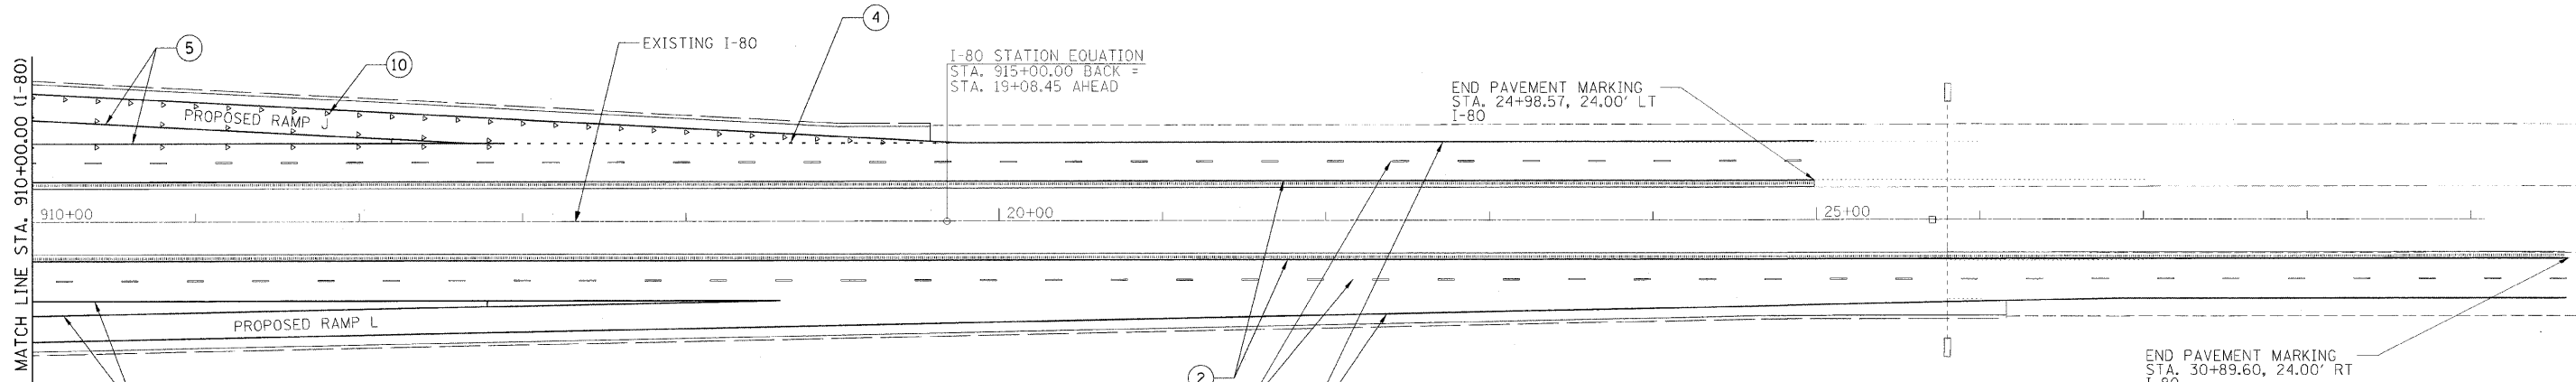 4
5
EXISTING I-80
I-80 STATION EQUATION
STA. 915+00.00 BACK =
STA. 19+08.45 AHEAD
10
END PAVEMENT MARKING
STA. 24+98.57, 24.00' LT
I-80
PROPOSED RAMP J
MATCH LINE STA. 910+00.00 (I-80)
910+00
20+00
25+00
PROPOSED RAMP L
END PAVEMENT MARKING
STA. 30+89.60, 24.00' RT
I-80
2